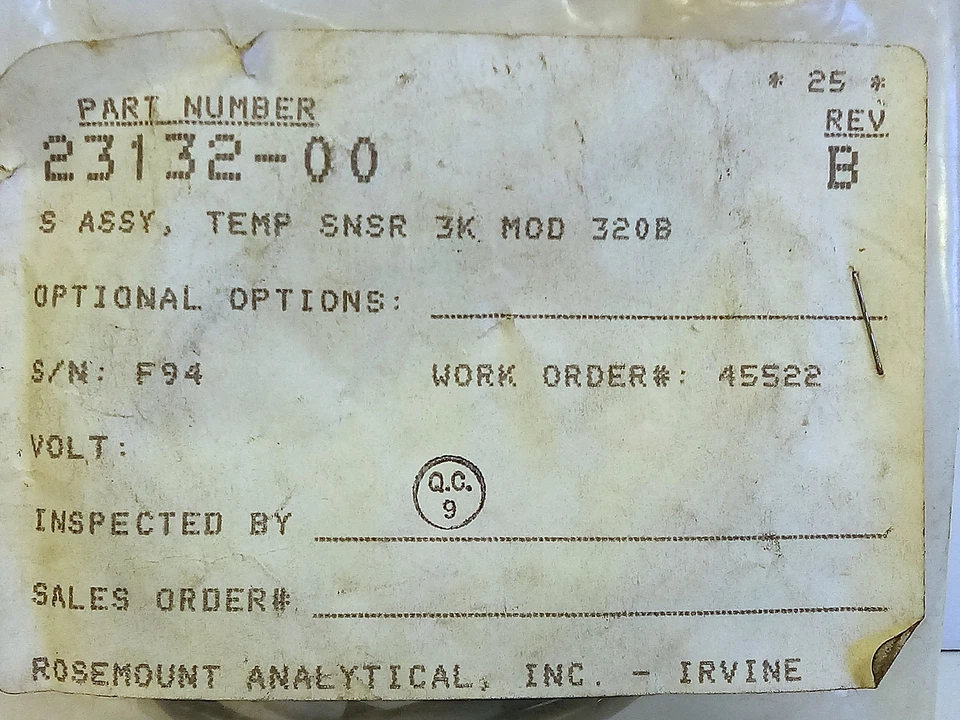 * 25 *
PART NUMBER REV
23132-00 B
S ASSY, TEMP SNSR 3K MOD 320B
OPTIONAL OPTIONS:
S/N: F94 WORK ORDER#: 45522
VOLT:
Q.C.
9
INSPECTED BY
SALES ORDER#
ROSEMOUNT ANALYTICAL, INC. - IRVINE